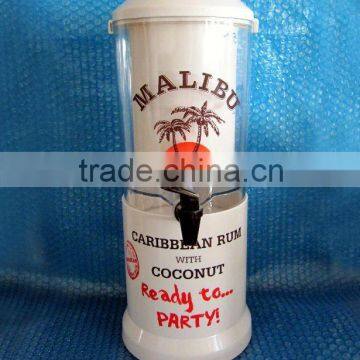 MALIBU
trade.china.cn
CARIBBEAN RUM
WITH
COCONUT
Ready to...
PARTY!